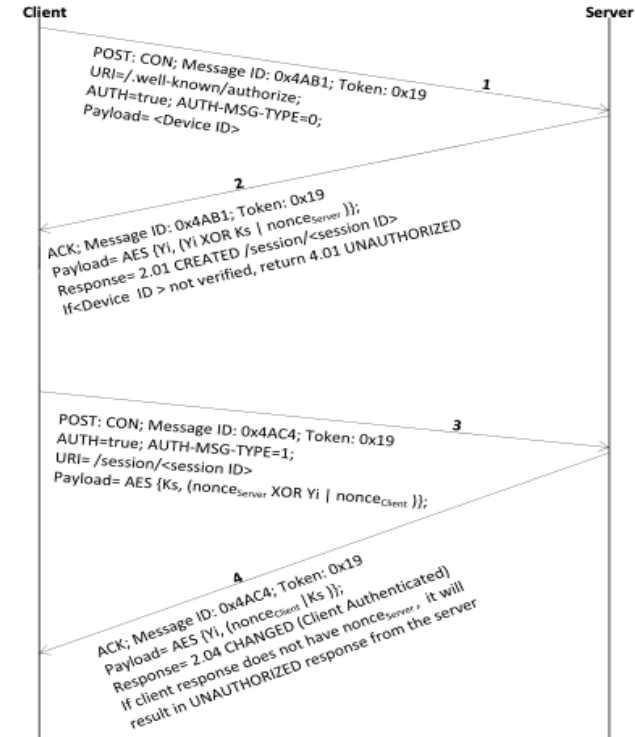 Client
Server
1
POST: CON; Message ID: 0x4AB1; Token: 0x19
URI=/.well-known/authorize;
AUTH=true; AUTH-MSG-TYPE=0;
Payload= <Device ID>
2
ACK; Message ID: 0x4AB1; Token: 0x19
Payload= AES {Yi, (Yi XOR Ks | nonceServer )};
Response= 2.01 CREATED /session/<session ID>
If<Device ID > not verified, return 4.01 UNAUTHORIZED
3
POST: CON; Message ID: 0x4AC4; Token: 0x19
AUTH=true; AUTH-MSG-TYPE=1;
URI= /session/<session ID>
Payload= AES {Ks, (nonceServer XOR Yi | nonceClient )};
4
ACK; Message ID: 0x4AC4; Token: 0x19
Payload= AES {Yi, (nonceClient |Ks )};
Response= 2.04 CHANGED (Client Authenticated)
If client response does not have nonceServer, it will
result in UNAUTHORIZED response from the server